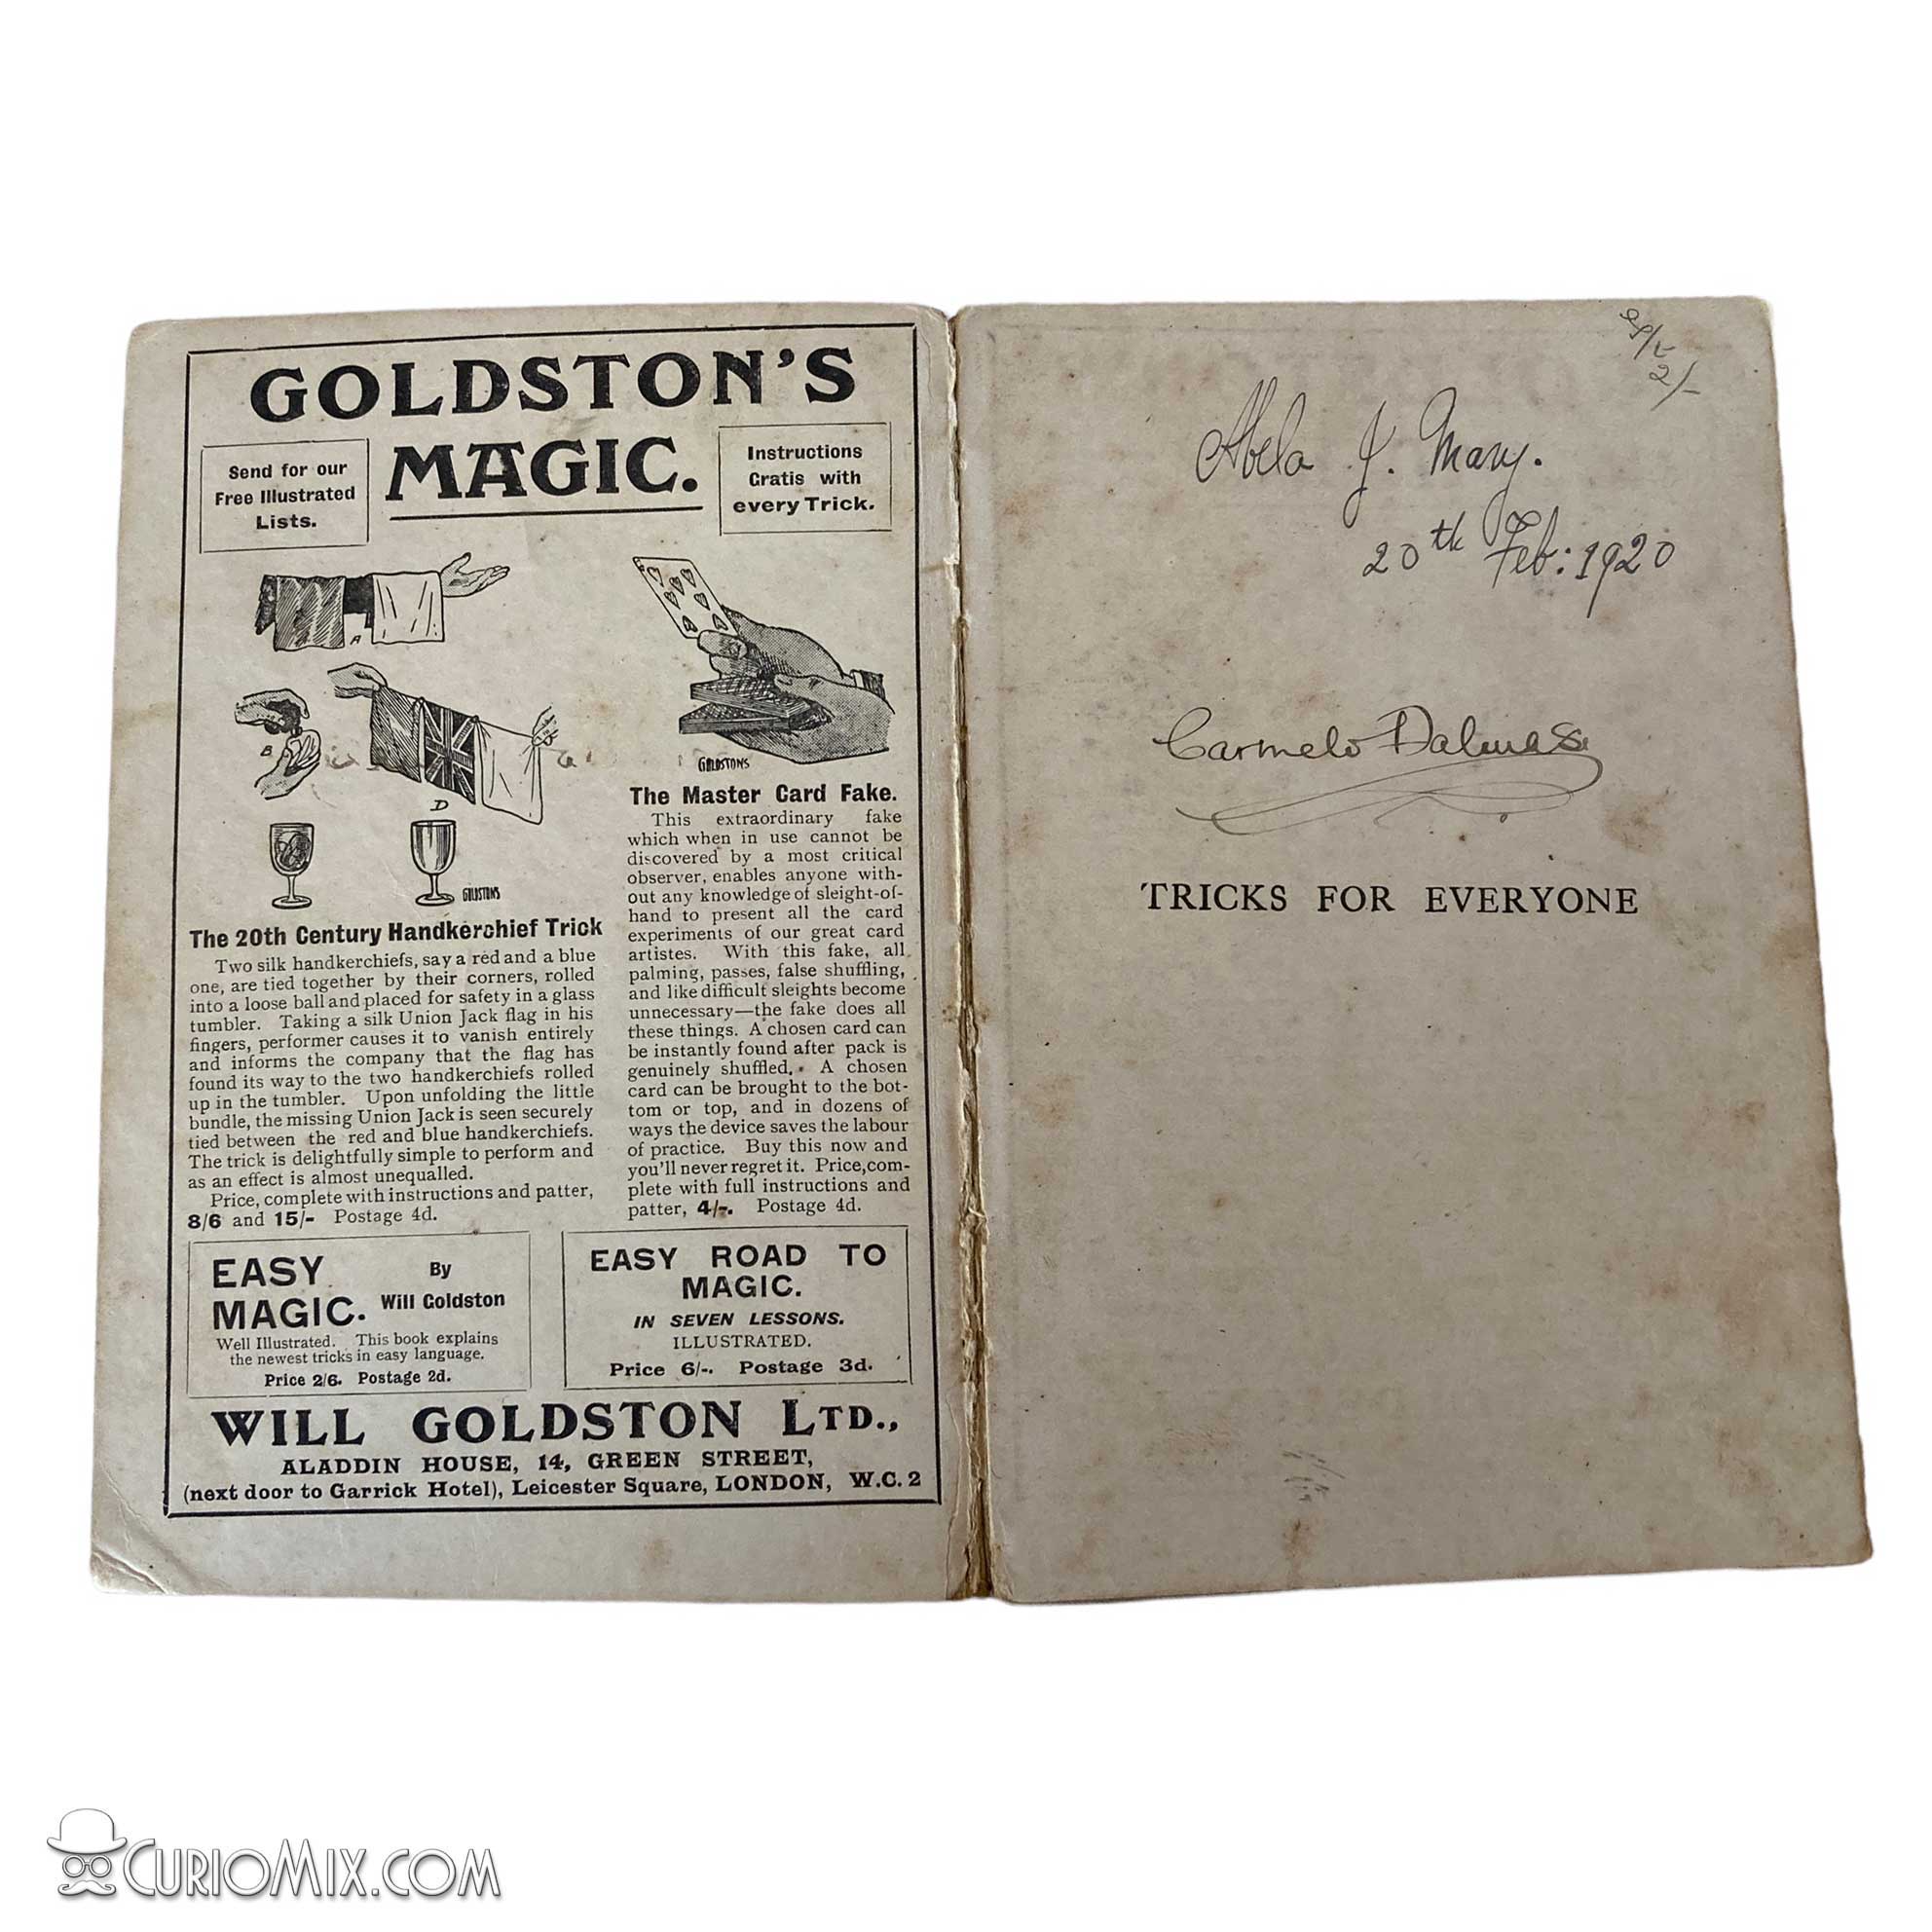 GOLDSTON'S
MAGIC.
Send for our
Free Illustrated
Lists.
Instructions
Gratis with
every Trick.
A
B
D
GOLDSTONS
The 20th Century Handkerchief Trick
Two silk handkerchiefs, say a red and a blue
one, are tied together by their corners, rolled
into a loose ball and placed for safety in a glass
tumbler. Taking a silk Union Jack flag in his
fingers, performer causes it to vanish entirely
and informs the company that the flag has
found its way to the two handkerchiefs rolled
up in the tumbler. Upon unfolding the little
bundle, the missing Union Jack is seen securely
tied between the red and blue handkerchiefs.
The trick is delightfully simple to perform and
as an effect is almost unequalled.
Price, complete with instructions and patter,
8/6 and 15/- Postage 4d.
GOLDSTONS
The Master Card Fake.
This extraordinary fake
which when in use cannot be
discovered by a most critical
observer, enables anyone with-
out any knowledge of sleight-of-
hand to present all the card
experiments of our great card
artistes. With this fake, all
palming, passes, false shuffling,
and like difficult sleights become
unnecessary—the fake does all
these things. A chosen card can
be instantly found after pack is
genuinely shuffled. A chosen
card can be brought to the bot-
tom or top, and in dozens of
ways the device saves the labour
of practice. Buy this now and
you'll never regret it. Price, com-
plete with full instructions and
patter, 4/-. Postage 4d.
EASY
MAGIC.
By
Will Goldston
Well Illustrated. This book explains
the newest tricks in easy language.
Price 2/6. Postage 2d.
EASY ROAD TO
MAGIC.
IN SEVEN LESSONS.
ILLUSTRATED.
Price 6/-. Postage 3d.
WILL GOLDSTON LTD.,
ALADDIN HOUSE, 14, GREEN STREET,
(next door to Garrick Hotel), Leicester Square, LONDON, W.C. 2
2/-
Abela J. Mary.
20th Feb: 1920
Carmelo Dalmas
TRICKS FOR EVERYONE
CURIOMIX.COM